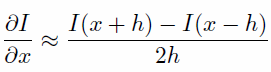 ∂I/∂x ≈ (I(x + h) − I(x − h))/2h